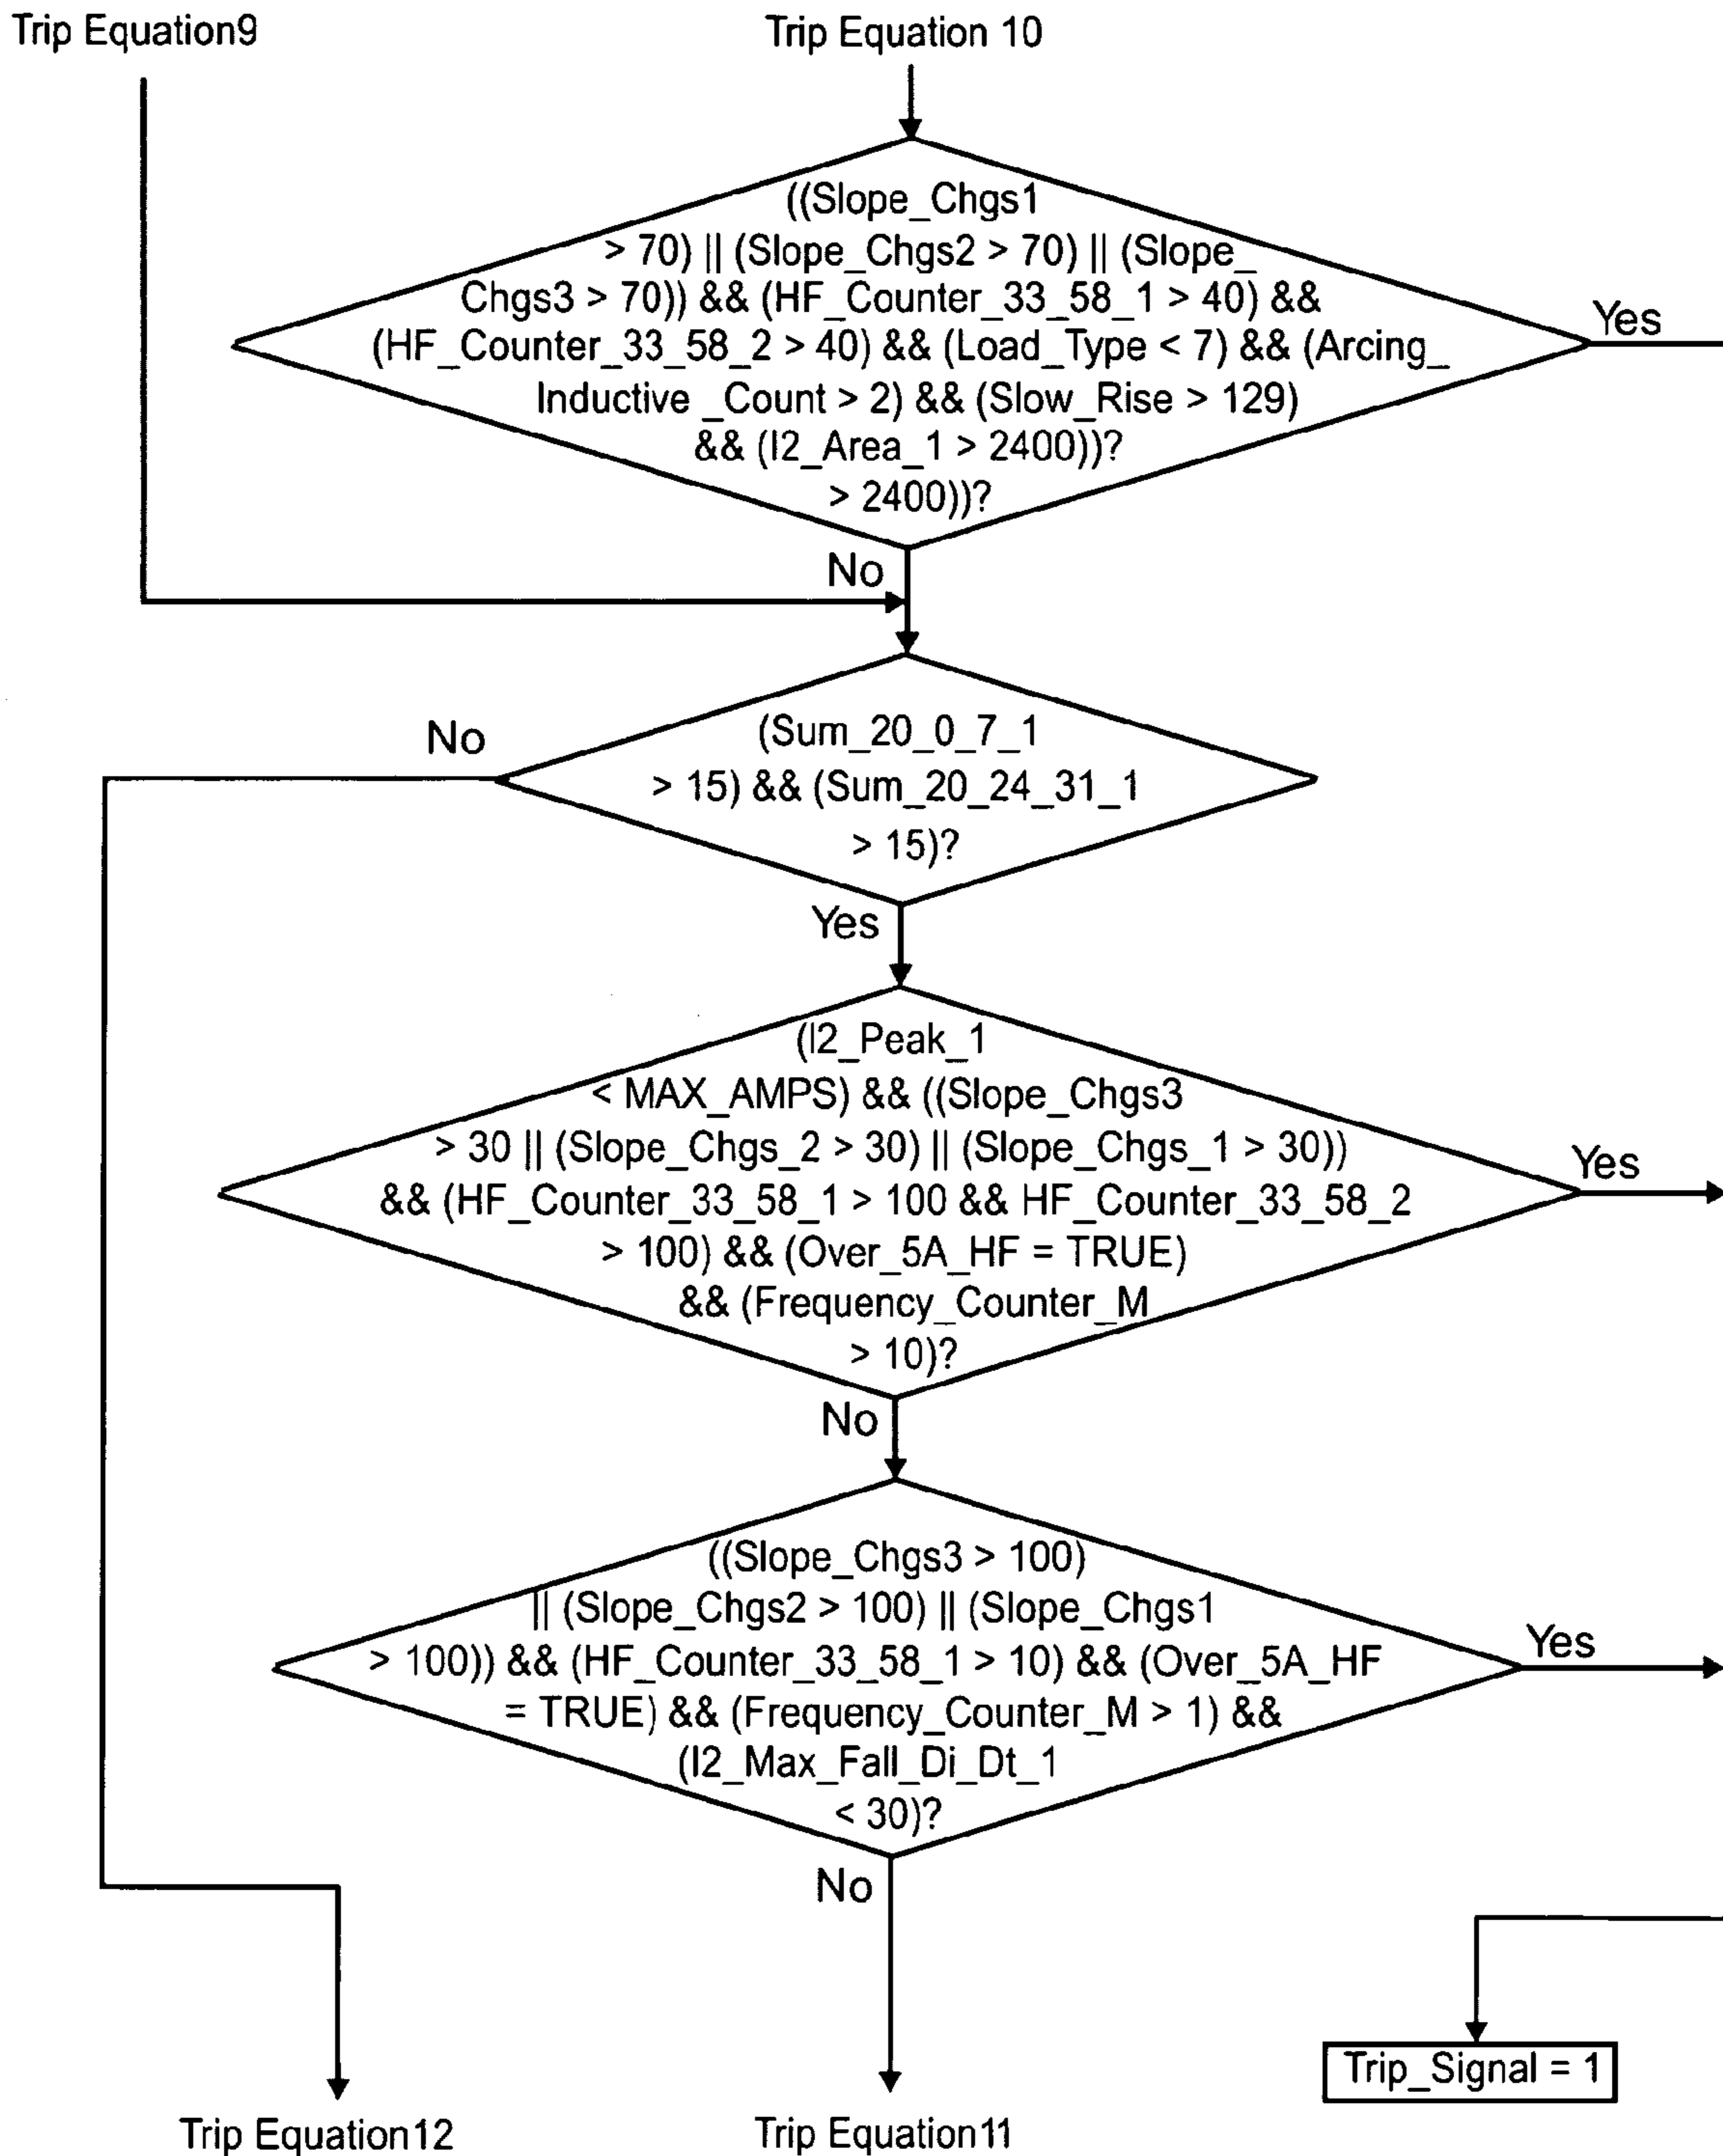 Trip Equation9
Trip Equation 10
((Slope_Chgs1
> 70) || (Slope_Chgs2 > 70) || (Slope_
Chgs3 > 70)) && (HF_Counter_33_58_1 > 40) &&
(HF_Counter_33_58_2 > 40) && (Load_Type < 7) && (Arcing_
Inductive _Count > 2) && (Slow_Rise > 129)
&& (I2_Area_1 > 2400))?
> 2400))?
Yes
No
(Sum_20_0_7_1
> 15) && (Sum_20_24_31_1
> 15)?
No
Yes
(I2_Peak_1
< MAX_AMPS) && ((Slope_Chgs3
> 30 || (Slope_Chgs_2 > 30) || (Slope_Chgs_1 > 30))
&& (HF_Counter_33_58_1 > 100 && HF_Counter_33_58_2
> 100) && (Over_5A_HF = TRUE)
&& (Frequency_Counter_M
> 10)?
Yes
No
((Slope_Chgs3 > 100)
|| (Slope_Chgs2 > 100) || (Slope_Chgs1
> 100)) && (HF_Counter_33_58_1 > 10) && (Over_5A_HF
= TRUE) && (Frequency_Counter_M > 1) &&
(I2_Max_Fall_Di_Dt_1
< 30)?
Yes
No
Trip_Signal = 1
Trip Equation12
Trip Equation11